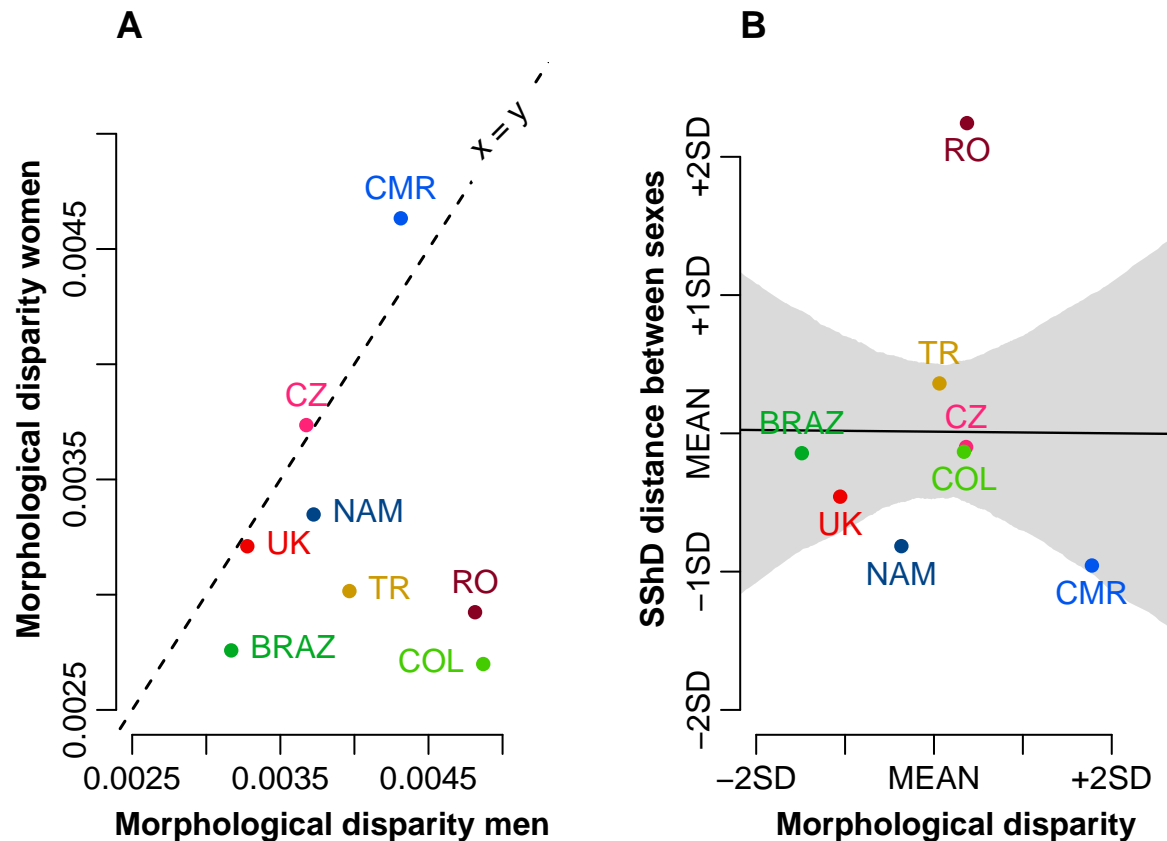 A
Morphological disparity women
0.0045
0.0035
0.0025
x = y
CMR
CZ
NAM
UK
TR
RO
BRAZ
COL
0.0025
0.0035
0.0045
Morphological disparity men
B
SShD distance between sexes
+2SD
+1SD
MEAN
−1SD
−2SD
RO
TR
BRAZ
CZ
COL
UK
NAM
CMR
−2SD
MEAN
+2SD
Morphological disparity